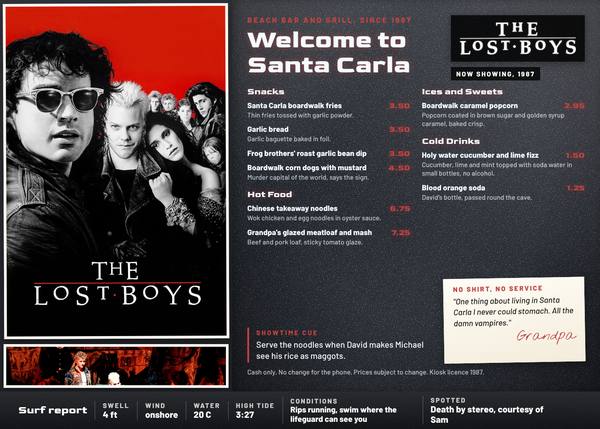 THE
LOST·BOYS
BEACH BAR AND GRILL, SINCE 1987
Welcome to
Santa Carla
THE
LOST·BOYS
NOW SHOWING, 1987
Snacks
Santa Carla boardwalk fries 3.50
Thin fries tossed with garlic powder.
Garlic bread 3.50
Garlic baguette baked in foil.
Frog brothers' roast garlic bean dip 3.50
Boardwalk corn dogs with mustard 4.50
Murder capital of the world, says the sign.
Hot Food
Chinese takeaway noodles 6.75
Wok chicken and egg noodles in oyster sauce.
Grandpa's glazed meatloaf and mash 7.25
Beef and pork loaf, sticky tomato glaze.
Ices and Sweets
Boardwalk caramel popcorn 2.95
Popcorn coated in brown sugar and golden syrup
caramel, baked crisp.
Cold Drinks
Holy water cucumber and lime fizz 1.50
Cucumber, lime and mint topped with soda water in
small bottles, no alcohol.
Blood orange soda 1.25
David's bottle, passed round the cave.
SHOWTIME CUE
Serve the noodles when David makes Michael
see his rice as maggots.
NO SHIRT, NO SERVICE
"One thing about living in Santa
Carla I never could stomach. All the
damn vampires."
Grandpa
Cash only. No change for the phone. Prices subject to change. Kiosk licence 1987.
Surf report
SWELL
4 ft
WIND
onshore
WATER
20 C
HIGH TIDE
3:27
CONDITIONS
Rips running, swim where the
lifeguard can see you
SPOTTED
Death by stereo, courtesy of
Sam